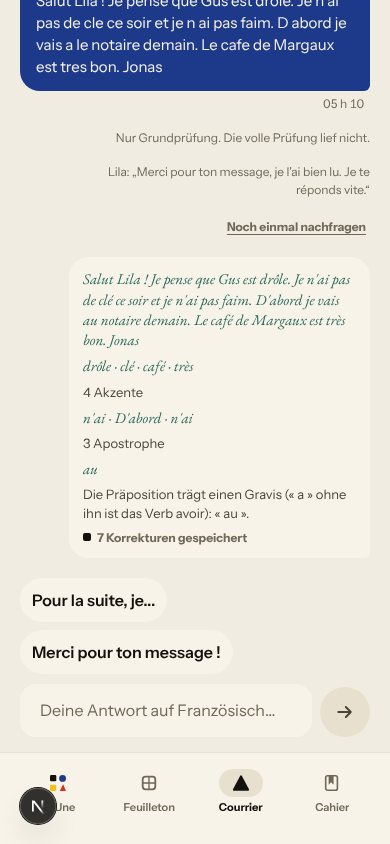 Salut Lila ! Je pense que Gus est drole. Je n ai
pas de cle ce soir et je n ai pas faim. D abord je
vais a le notaire demain. Le cafe de Margaux
est tres bon. Jonas
05 h 10
Nur Grundprüfung. Die volle Prüfung lief nicht.
Lila: „Merci pour ton message, je l'ai bien lu. Je te
réponds vite.“
Noch einmal nachfragen
Salut Lila ! Je pense que Gus est drôle. Je n'ai pas
de clé ce soir et je n'ai pas faim. D'abord je vais
au notaire demain. Le café de Margaux est très
bon. Jonas
drôle · clé · café · très
4 Akzente
n'ai · D'abord · n'ai
3 Apostrophe
au
Die Präposition trägt einen Gravis (« a » ohne
ihn ist das Verb avoir): « au ».
7 Korrekturen gespeichert
Pour la suite, je...
Merci pour ton message !
Deine Antwort auf Französisch...
Une Feuilleton Courrier Cahier
N